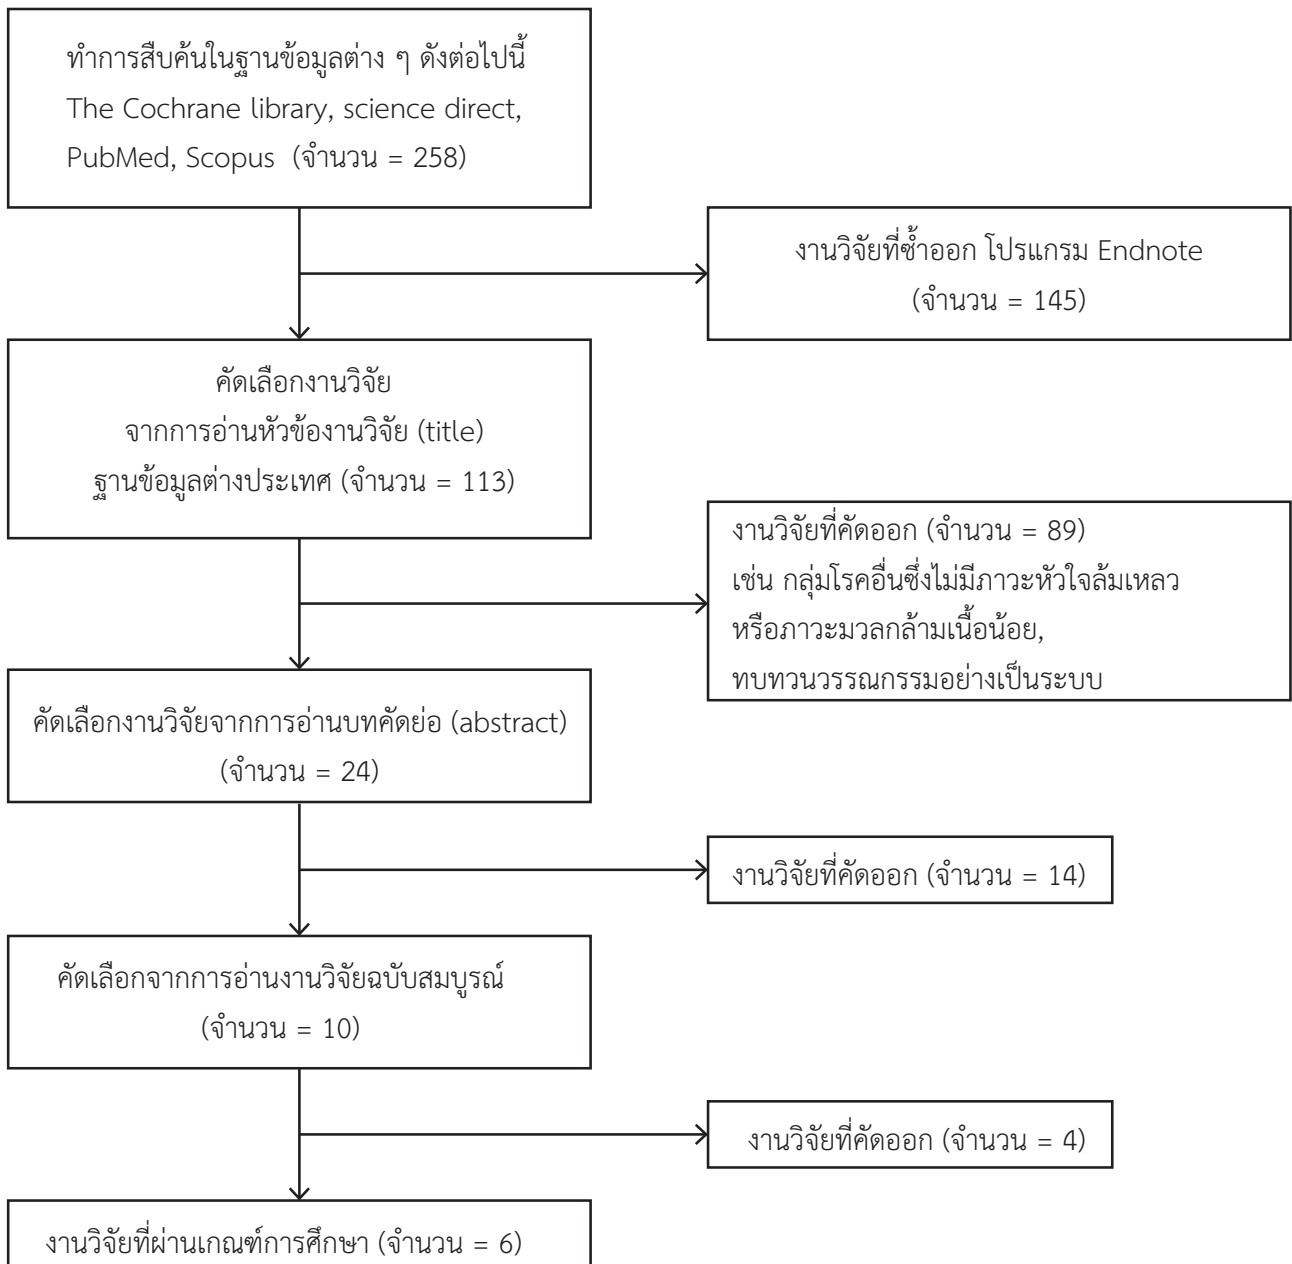 ทำการสืบค้นในฐานข้อมูลต่าง ๆ ดังต่อไปนี้
The Cochrane library, science direct,
PubMed, Scopus (จำนวน = 258)
งานวิจัยที่ซ้ำออก โปรแกรม Endnote
(จำนวน = 145)
คัดเลือกงานวิจัย
จากการอ่านหัวข้องานวิจัย (title)
ฐานข้อมูลต่างประเทศ (จำนวน = 113)
งานวิจัยที่คัดออก (จำนวน = 89)
เช่น กลุ่มโรคอื่นซึ่งไม่มีภาวะหัวใจล้มเหลว
หรือภาวะมวลกล้ามเนื้อน้อย,
ทบทวนวรรณกรรมอย่างเป็นระบบ
คัดเลือกงานวิจัยจากการอ่านบทคัดย่อ (abstract)
(จำนวน = 24)
งานวิจัยที่คัดออก (จำนวน = 14)
คัดเลือกจากการอ่านงานวิจัยฉบับสมบูรณ์
(จำนวน = 10)
งานวิจัยที่คัดออก (จำนวน = 4)
งานวิจัยที่ผ่านเกณฑ์การศึกษา (จำนวน = 6)